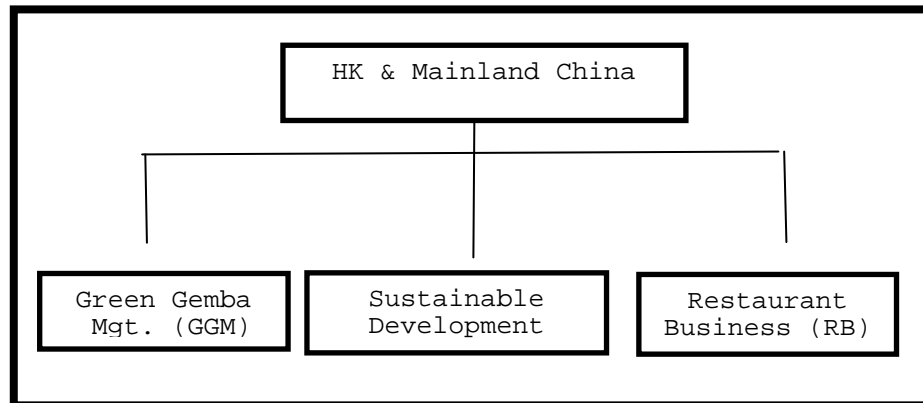 HK & Mainland China
Green Gemba
Mgt. (GGM)
Sustainable
Development
Restaurant
Business (RB)